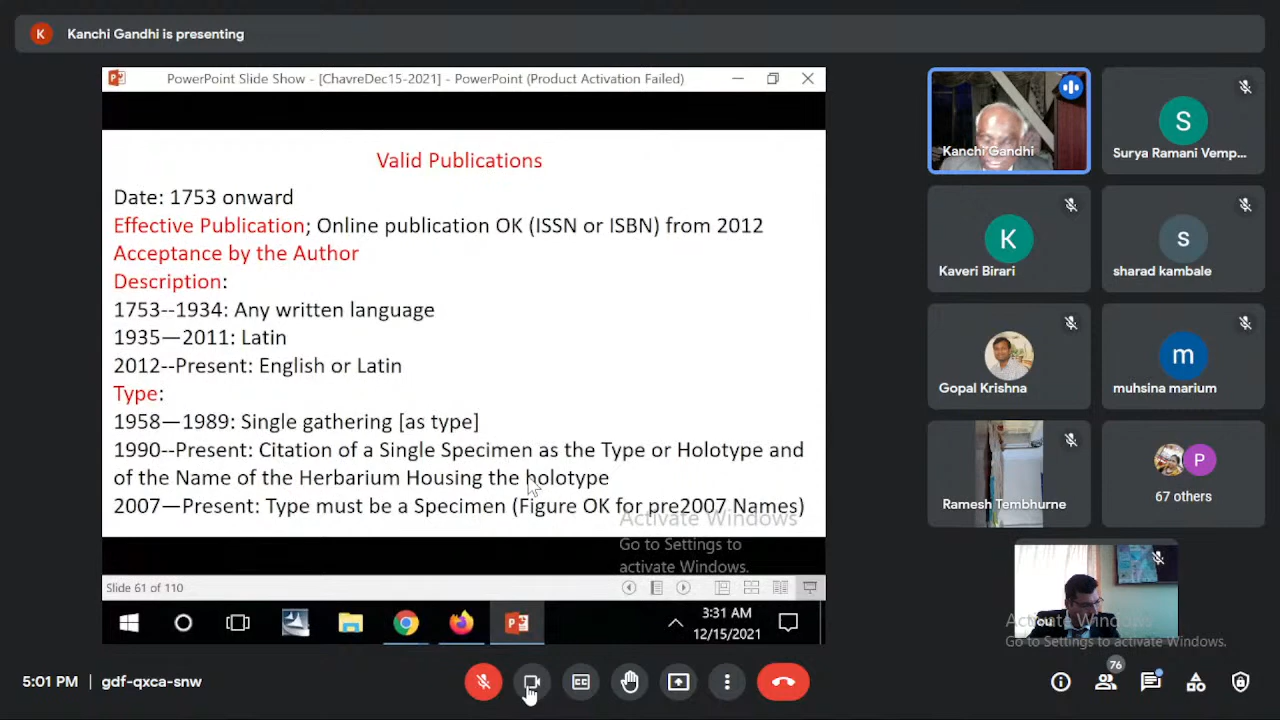 K
Kanchi Gandhi is presenting
PowerPoint Slide Show - [ChavreDec15-2021] - PowerPoint (Product Activation Failed)
Valid Publications
Date: 1753 onward
Effective Publication; Online publication OK (ISSN or ISBN) from 2012
Acceptance by the Author
Description:
1753--1934: Any written language
1935—2011: Latin
2012--Present: English or Latin
Type:
1958—1989: Single gathering [as type]
1990--Present: Citation of a Single Specimen as the Type or Holotype and
of the Name of the Herbarium Housing the holotype
2007—Present: Type must be a Specimen (Figure OK for pre2007 Names)
Activate Windows
Go to Settings to
activate Windows.
Slide 61 of 110
3:31 AM
12/15/2021
Kanchi Gandhi
S
Surya Ramani Vemp...
K
Kaveri Birari
s
sharad kambale
Gopal Krishna
m
muhsina marium
Ramesh Tembhurne
P
67 others
You
Activate Windows
Go to Settings to activate Windows.
5:01 PM | gdf-qxca-snw
CC
76